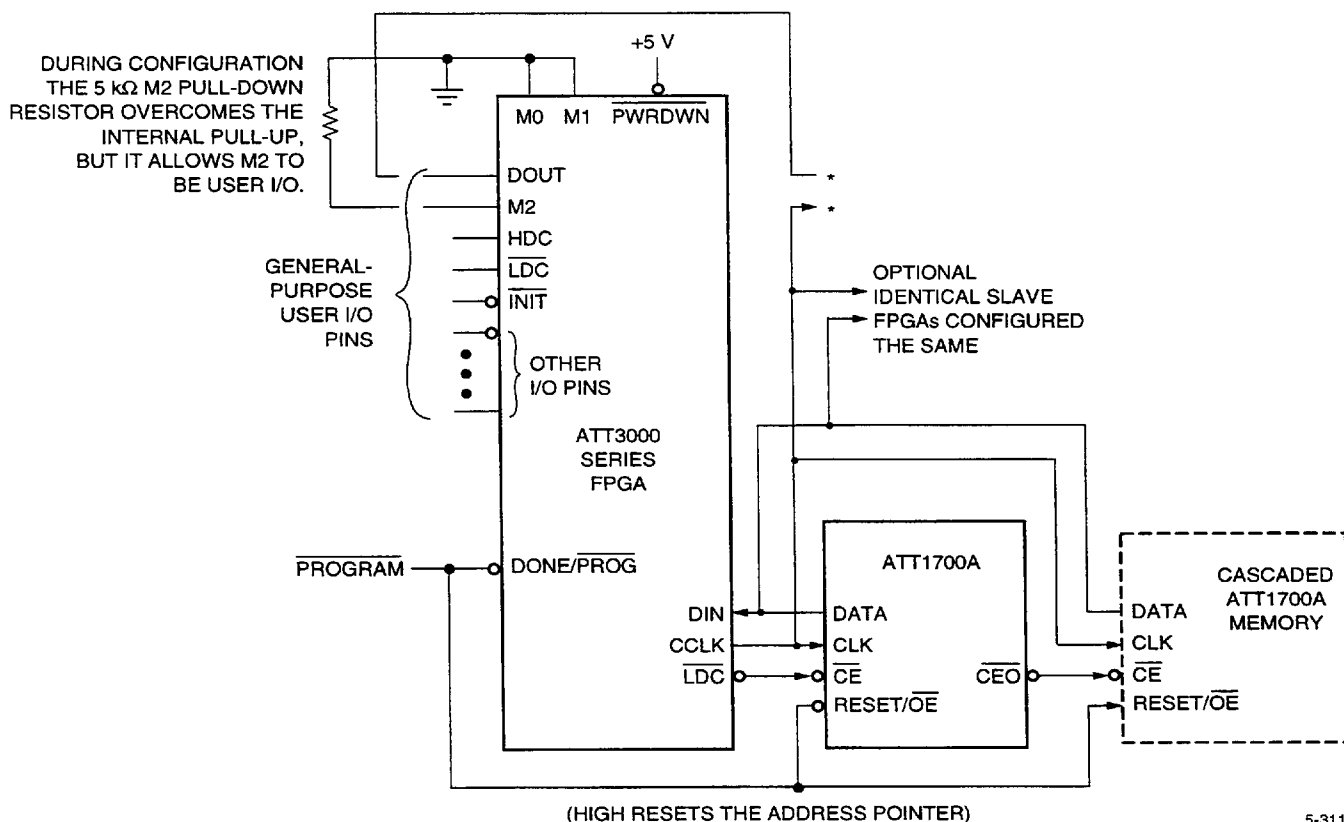 +5 V
DURING CONFIGURATION
THE 5 kΩ M2 PULL-DOWN
RESISTOR OVERCOMES THE
INTERNAL PULL-UP,
BUT IT ALLOWS M2 TO
BE USER I/O.
M0 M1 PWRDWN
DOUT
M2
HDC
LDC
INIT
GENERAL-
PURPOSE
USER I/O
PINS
OTHER
I/O PINS
*
*
OPTIONAL
IDENTICAL SLAVE
FPGAs CONFIGURED
THE SAME
ATT3000
SERIES
FPGA
PROGRAM
DONE/PROG
DIN
CCLK
LDC
ATT1700A
DATA
CLK
CE
RESET/OE
CEO
CASCADED
ATT1700A
MEMORY
DATA
CLK
CE
RESET/OE
(HIGH RESETS THE ADDRESS POINTER)
5-311